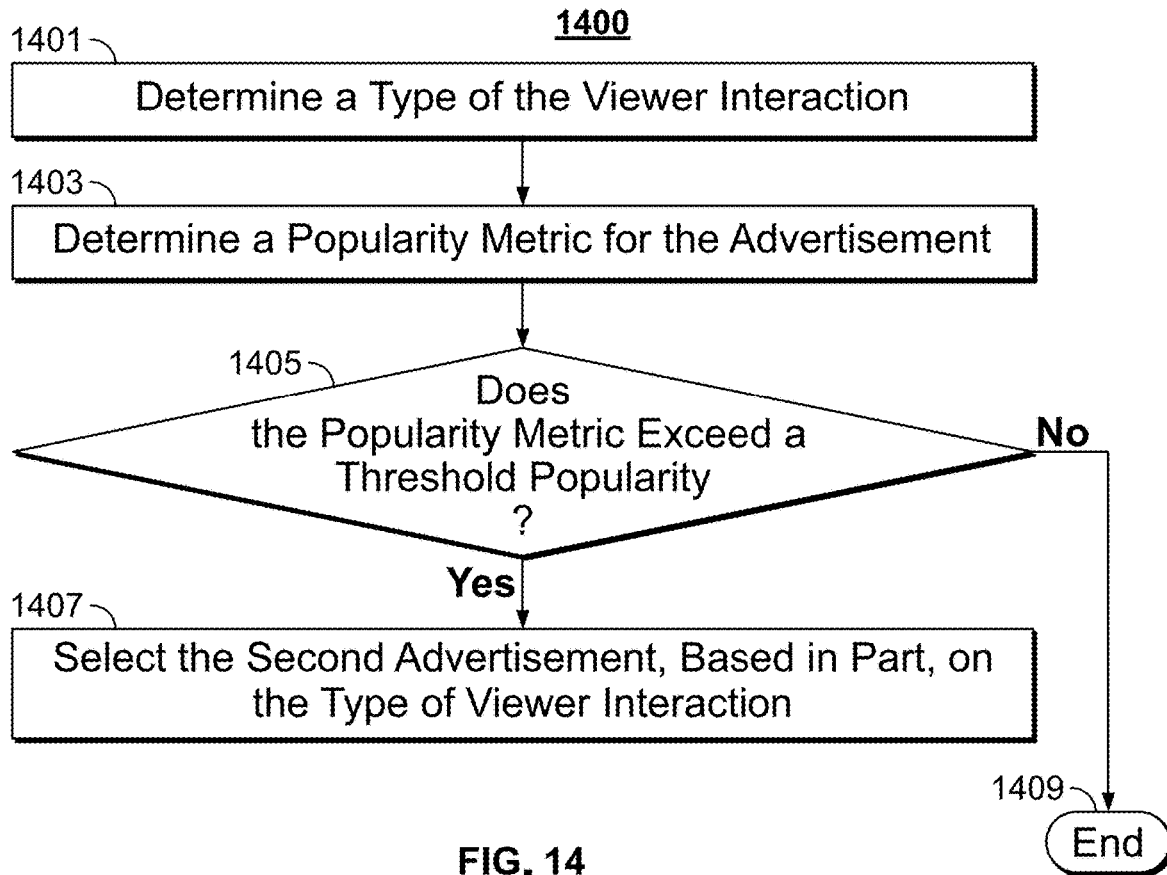 1400
1401
Determine a Type of the Viewer Interaction
1403
Determine a Popularity Metric for the Advertisement
1405
Does
the Popularity Metric Exceed a
Threshold Popularity
?
No
Yes
1407
Select the Second Advertisement, Based in Part, on
the Type of Viewer Interaction
1409
End
FIG. 14